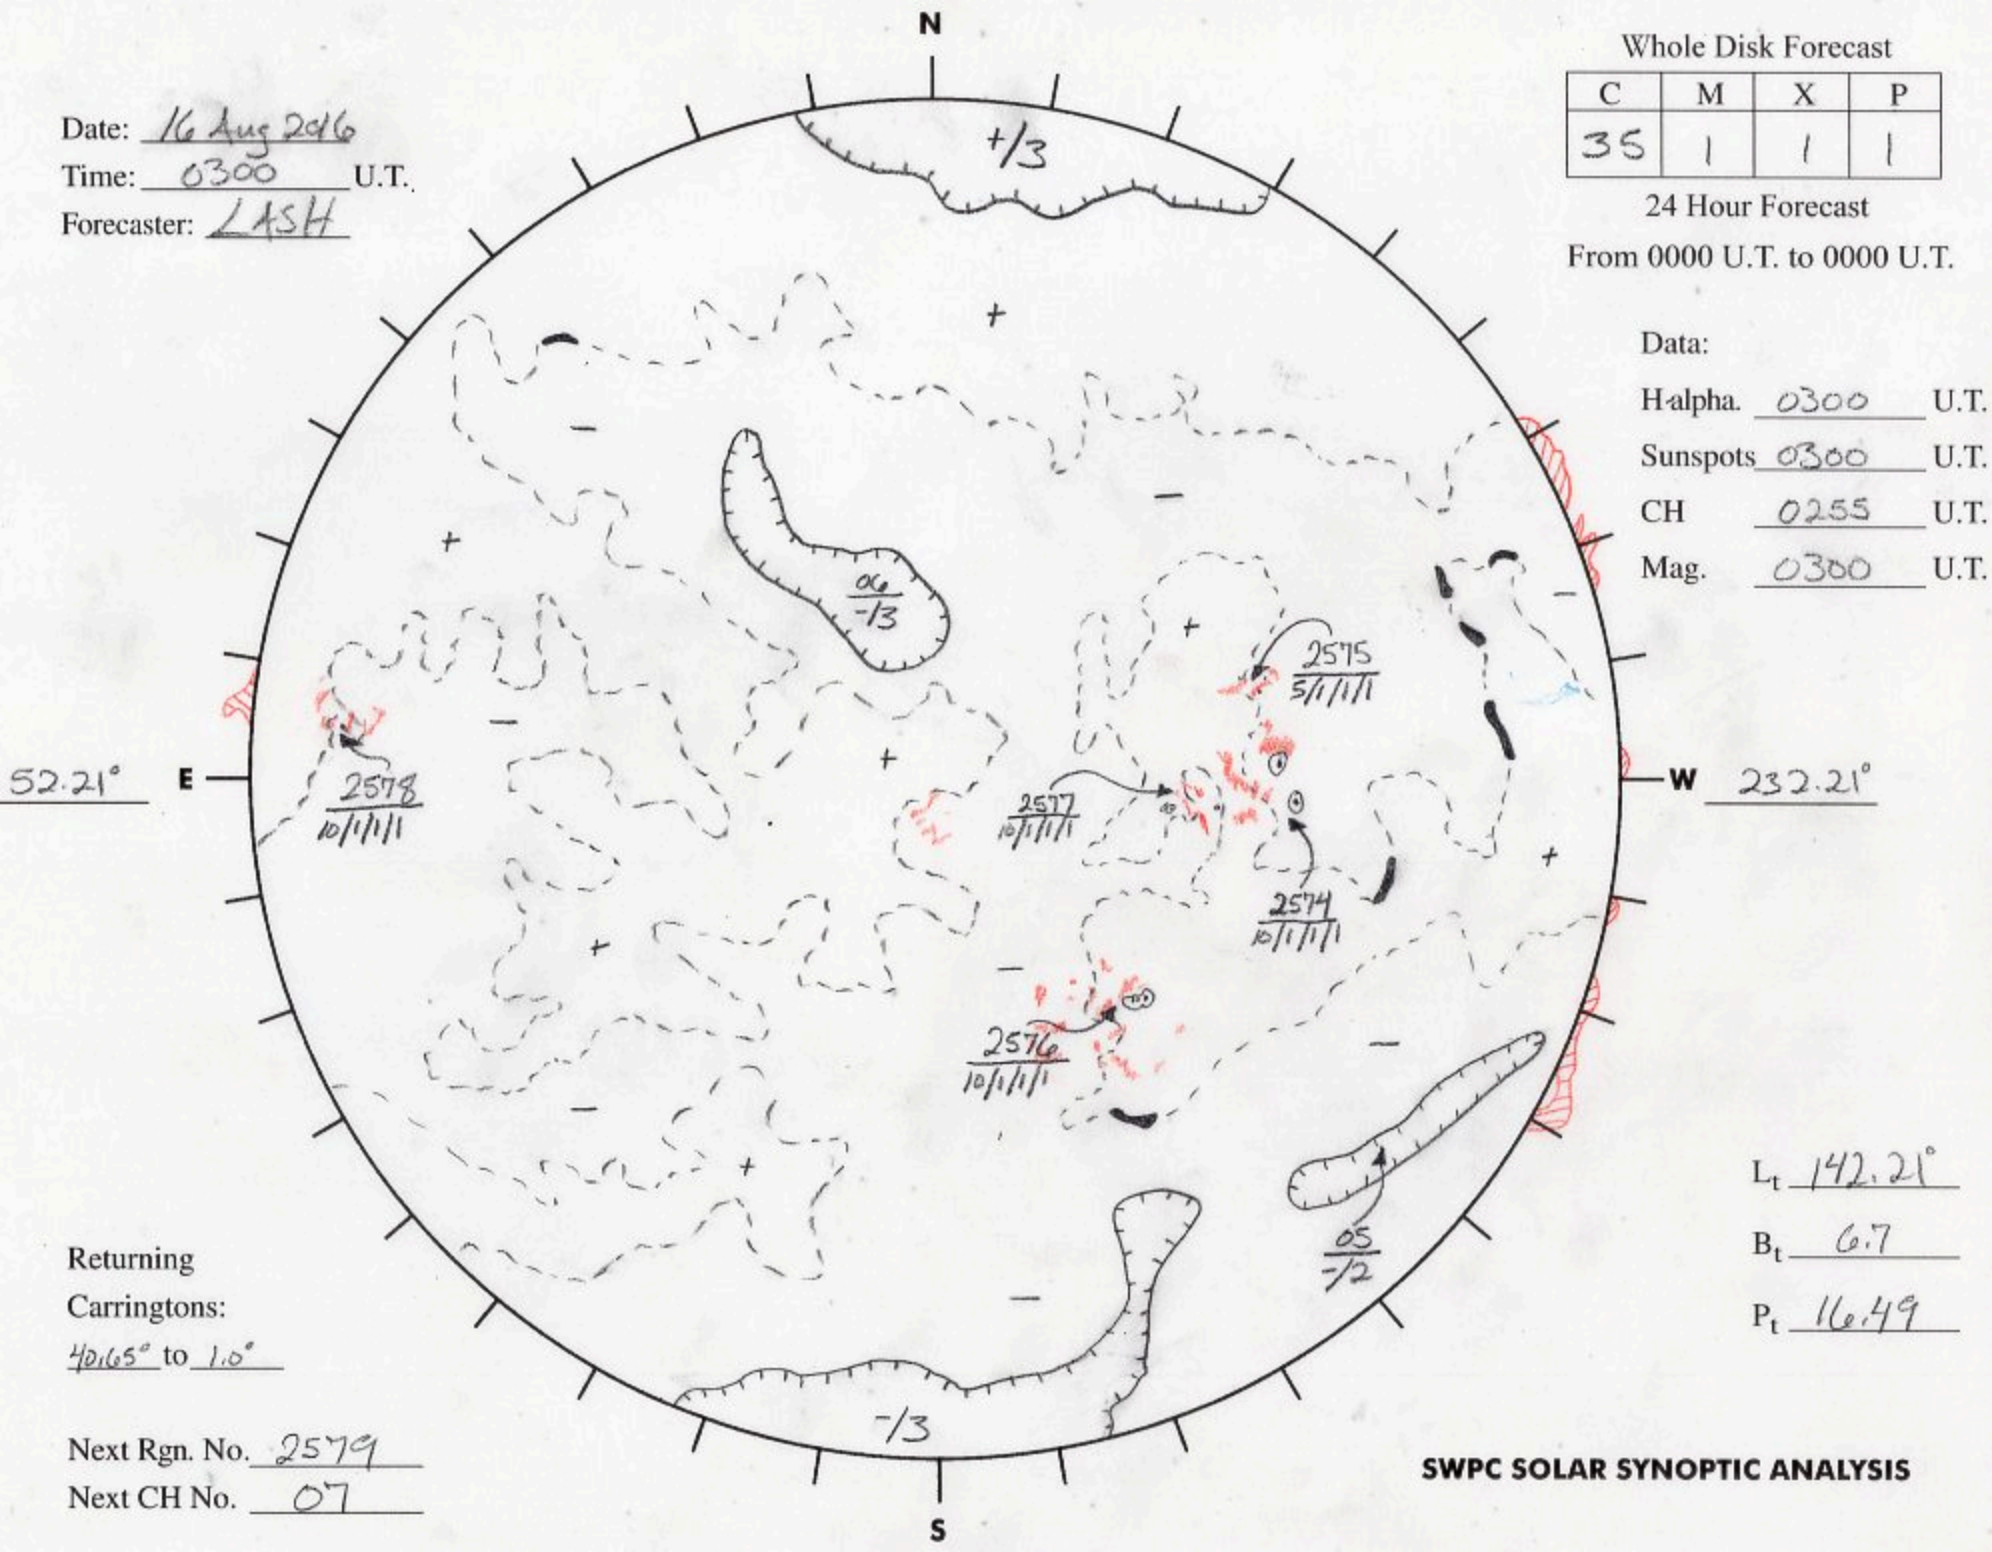 N
Date: 16 Aug 2016
Time: 0300 U.T.
Forecaster: LASH
Whole Disk Forecast
C M X P
35 1 1 1
24 Hour Forecast
From 0000 U.T. to 0000 U.T.
Data:
H-alpha. 0300 U.T.
Sunspots 0300 U.T.
CH 0255 U.T.
Mag. 0300 U.T.
+/3
+
-
+
-
06
-/3
-
+
2575
5/1/1/1
-
+
52.21° E
W 232.21°
2578
10/1/1/1
2577
10/1/1/1
+
2574
10/1/1/1
+
-
2576
10/1/1/1
-
-
+
05
-/2
-
-/3
Lt 142.21°
Bt 6.7
Pt 16.49
Returning
Carringtons:
40.65° to 1.0°
Next Rgn. No. 2579
Next CH No. 07
SWPC SOLAR SYNOPTIC ANALYSIS
S